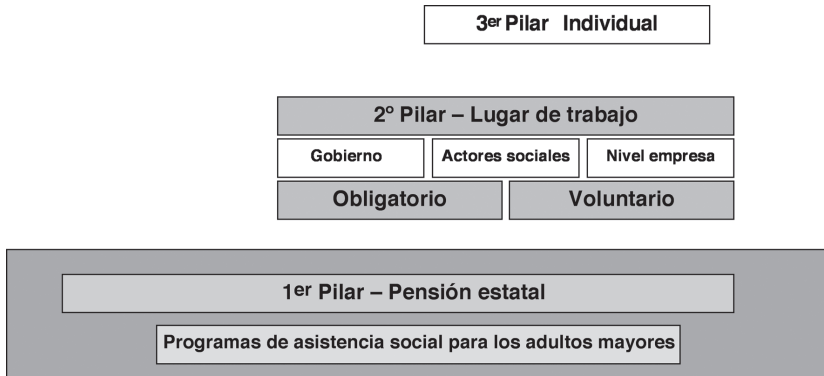 3er Pilar Individual
2º Pilar – Lugar de trabajo
Gobierno
Actores sociales
Nivel empresa
Obligatorio
Voluntario
1er Pilar – Pensión estatal
Programas de asistencia social para los adultos mayores